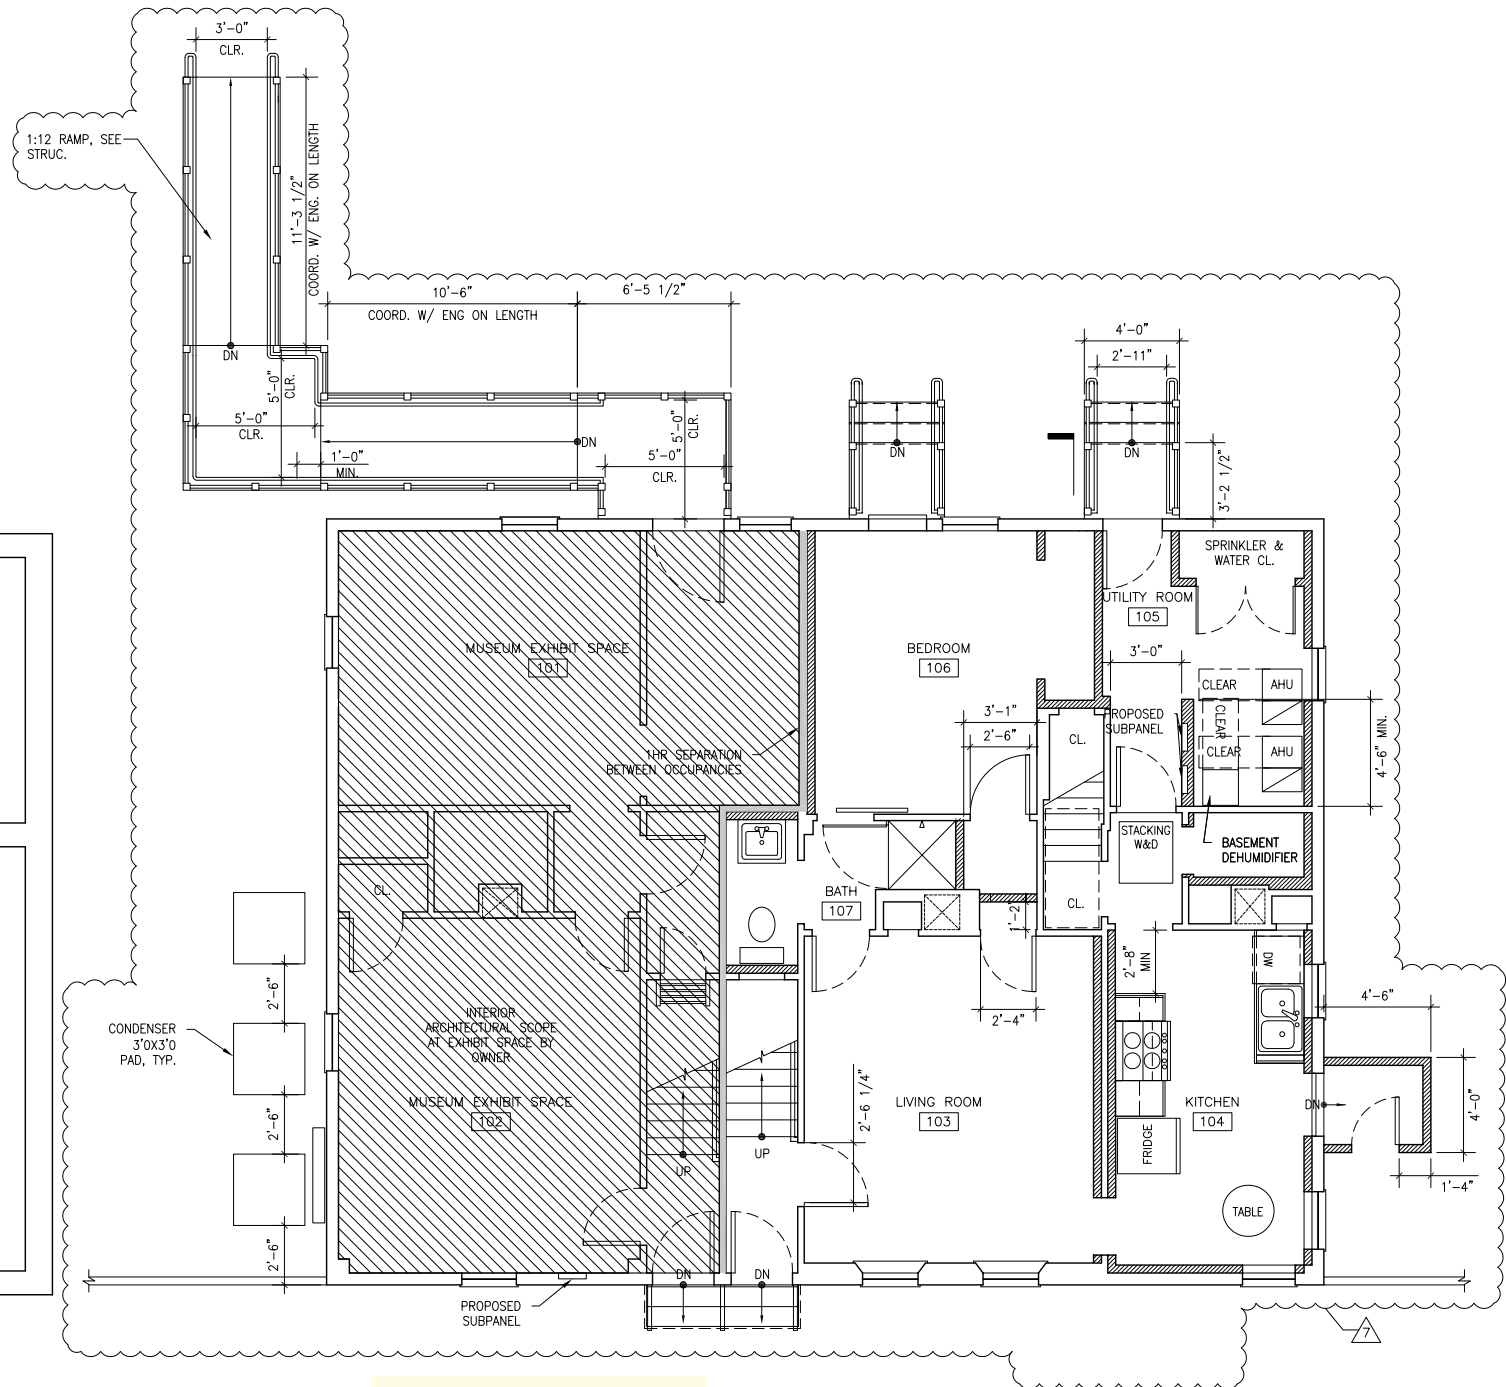 3'-0"
CLR.
1:12 RAMP, SEE
STRUC.
11'-3 1/2"
COORD. W/ ENG. ON LENGTH
10'-6"
COORD. W/ ENG ON LENGTH
6'-5 1/2"
4'-0"
2'-11"
DN
5'-0"
CLR.
5'-0"
CLR.
DN
1'-0"
MIN.
5'-0"
CLR.
5'-0"
CLR.
DN
DN
3'-2 1/2"
SPRINKLER &
WATER CL.
UTILITY ROOM
105
MUSEUM EXHIBIT SPACE
101
BEDROOM
106
3'-0"
CLEAR
AHU
CLEAR
PROPOSED
SUBPANEL
CLEAR
AHU
4'-6" MIN.
3'-1"
2'-6"
CL.
1HR SEPARATION
BETWEEN OCCUPANCIES
STACKING
W&D
BASEMENT
DEHUMIDIFIER
CL.
BATH
107
1'-2"
CL.
2'-8"
MIN
DW
2'-6"
4'-6"
CONDENSER
3'0X3'0
PAD, TYP.
INTERIOR
ARCHITECTURAL SCOPE
AT EXHIBIT SPACE BY
OWNER
2'-4"
2'-6"
MUSEUM EXHIBIT SPACE
102
2'-6 1/4"
LIVING ROOM
103
KITCHEN
104
DN
4'-0"
FRIDGE
UP
UP
1'-4"
TABLE
2'-6"
DN
DN
PROPOSED
SUBPANEL
7